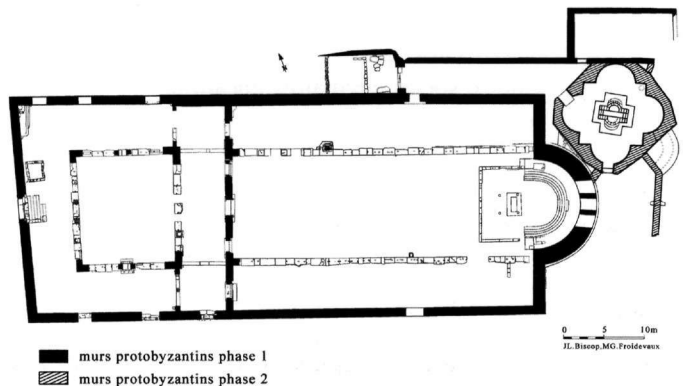 0 5 10m
JL.Biscop,MG.Froidevaux
murs protobyzantins phase 1
murs protobyzantins phase 2